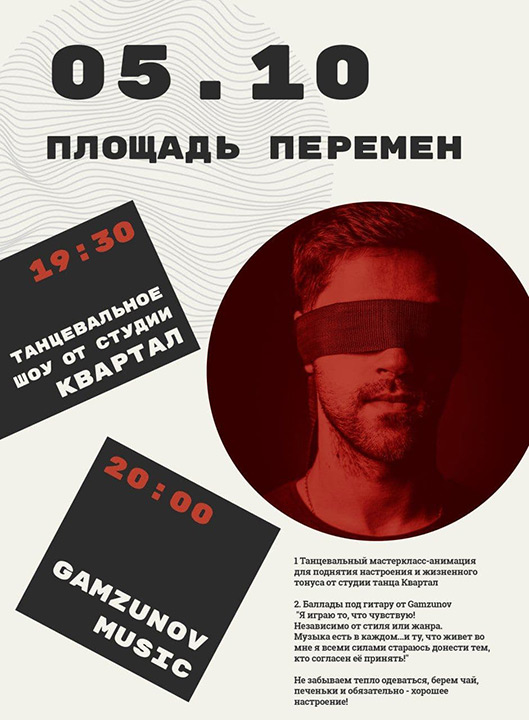 05.10
ПЛОЩАДЬ ПЕРЕМЕН
19:30
ТАНЦЕВАЛЬНОЕ
ШОУ ОТ СТУДИИ
КВАРТАЛ
20:00
GAMZUNOV
MUSIC
1 Танцевальный мастеркласс-анимация
для поднятия настроения и жизненного
тонуса от студии танца Квартал
2. Баллады под гитару от Gamzunov
"Я играю то, что чувствую!
Независимо от стиля или жанра.
Музыка есть в каждом...и ту, что живет во
мне я всеми силами стараюсь донести тем,
кто согласен её принять!"
Не забываем тепло одеваться, берем чай,
печеньки и обязательно - хорошее
настроение!